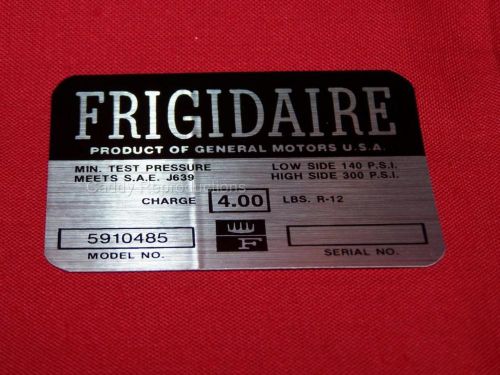 FRIGIDAIRE
PRODUCT OF GENERAL MOTORS U.S.A.
MIN. TEST PRESSURE LOW SIDE 140 P.S.I.
MEETS S.A.E. J639 HIGH SIDE 300 P.S.I.
Caddy Reproductions
CHARGE 4.00 LBS. R-12
5910485 F
MODEL NO. SERIAL NO.